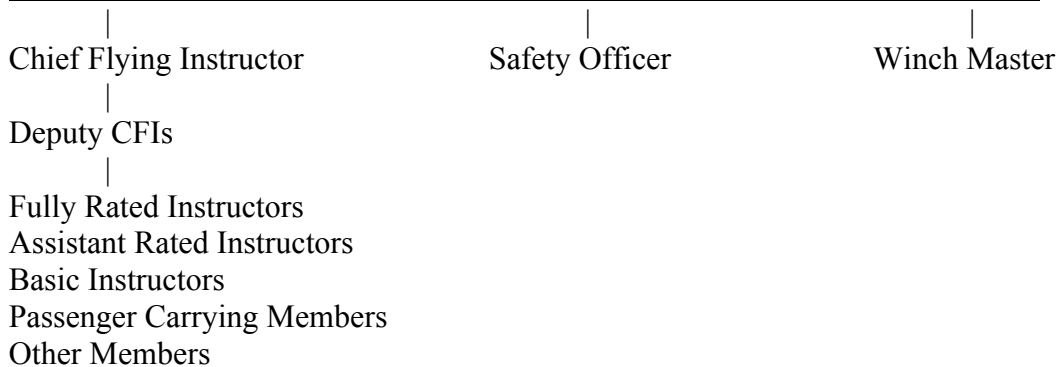 Chief Flying Instructor Safety Officer Winch Master
Deputy CFIs
Fully Rated Instructors
Assistant Rated Instructors
Basic Instructors
Passenger Carrying Members
Other Members